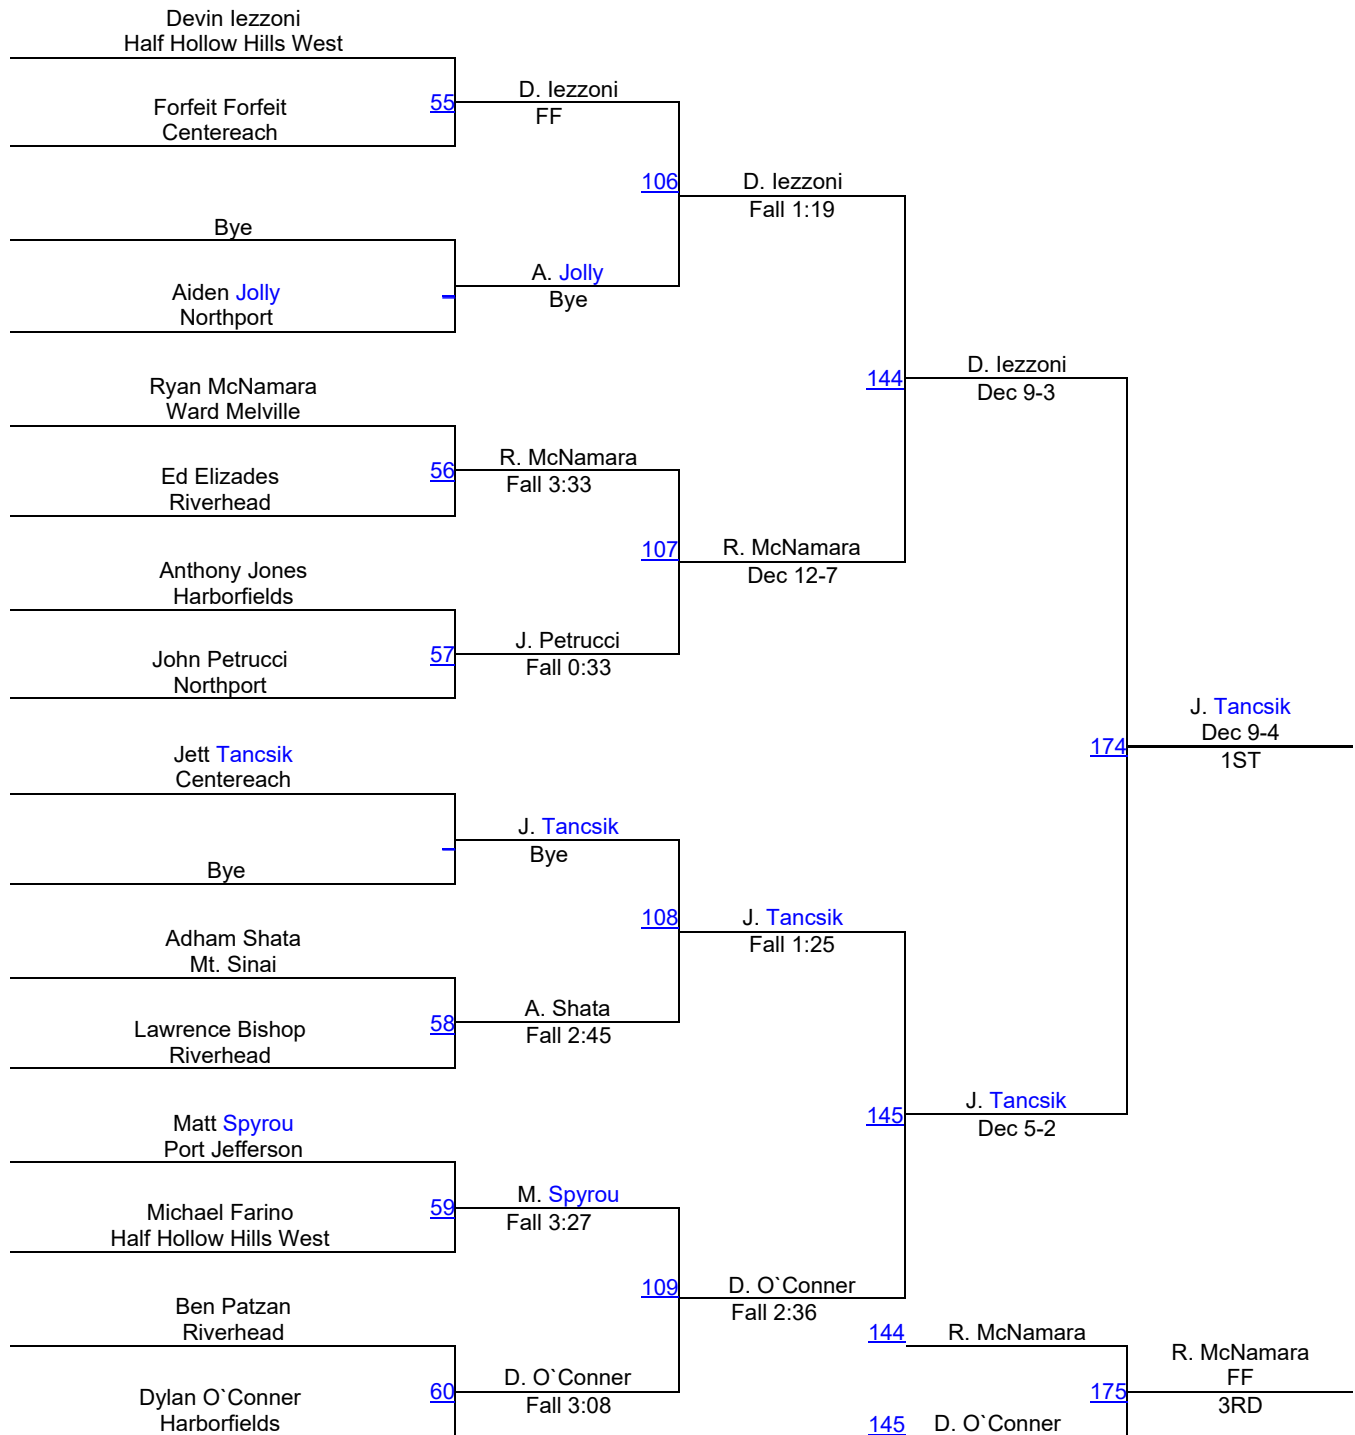 Devin Iezzoni
Half Hollow Hills West
Forfeit Forfeit
Centereach
55
D. Iezzoni
FF
106
D. Iezzoni
Fall 1:19
Bye
Aiden Jolly
Northport
A. Jolly
Bye
144
D. Iezzoni
Dec 9-3
Ryan McNamara
Ward Melville
Ed Elizades
Riverhead
56
R. McNamara
Fall 3:33
107
R. McNamara
Dec 12-7
Anthony Jones
Harborfields
John Petrucci
Northport
57
J. Petrucci
Fall 0:33
174
J. Tancsik
Dec 9-4
1ST
Jett Tancsik
Centereach
Bye
J. Tancsik
Bye
108
J. Tancsik
Fall 1:25
Adham Shata
Mt. Sinai
Lawrence Bishop
Riverhead
58
A. Shata
Fall 2:45
145
J. Tancsik
Dec 5-2
Matt Spyrou
Port Jefferson
Michael Farino
Half Hollow Hills West
59
M. Spyrou
Fall 3:27
109
D. O`Conner
Fall 2:36
Ben Patzan
Riverhead
Dylan O`Conner
Harborfields
60
D. O`Conner
Fall 3:08
144
R. McNamara
175
R. McNamara
FF
3RD
145
D. O`Conner